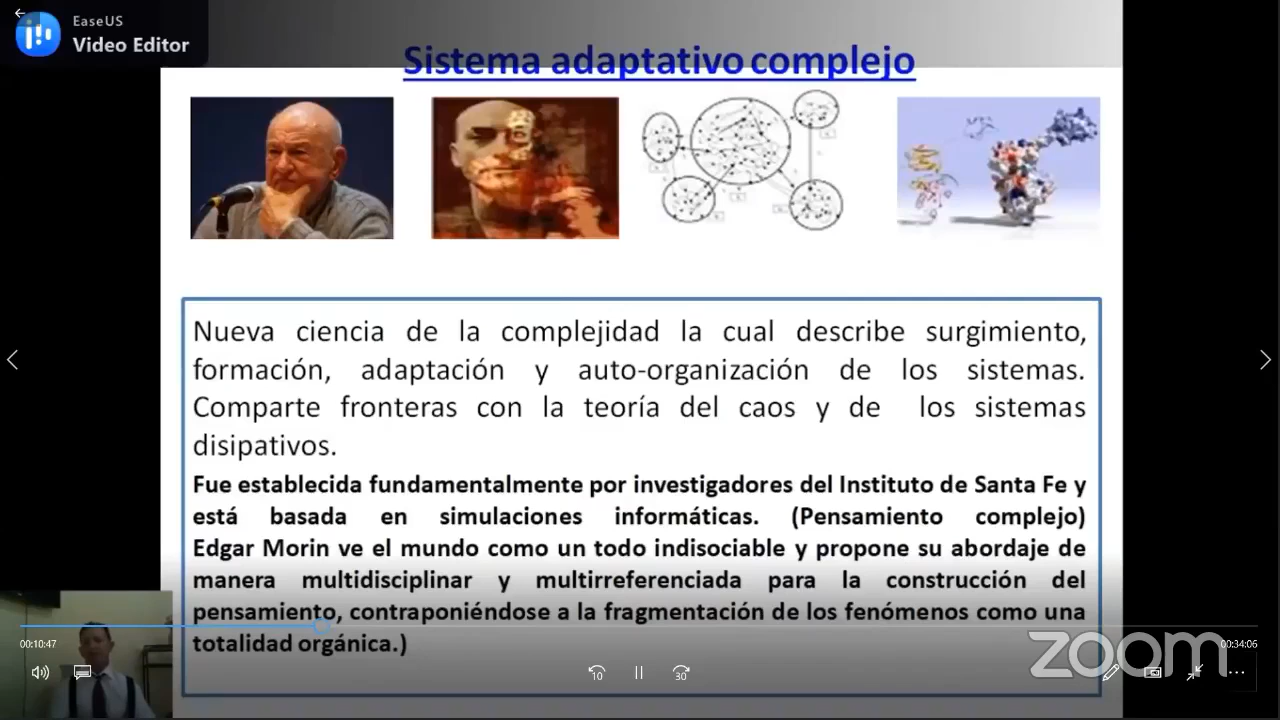 EaseUS
Video Editor
Sistema adaptativo complejo
Nueva ciencia de la complejidad la cual describe surgimiento,
formación, adaptación y auto-organización de los sistemas.
Comparte fronteras con la teoría del caos y de los sistemas
disipativos.
Fue establecida fundamentalmente por investigadores del Instituto de Santa Fe y
está basada en simulaciones informáticas. (Pensamiento complejo)
Edgar Morin ve el mundo como un todo indisociable y propone su abordaje de
manera multidisciplinar y multirreferenciada para la construcción del
pensamiento, contraponiéndose a la fragmentación de los fenómenos como una
totalidad orgánica.)
00:10:47
00:34:06
zoom
10
30